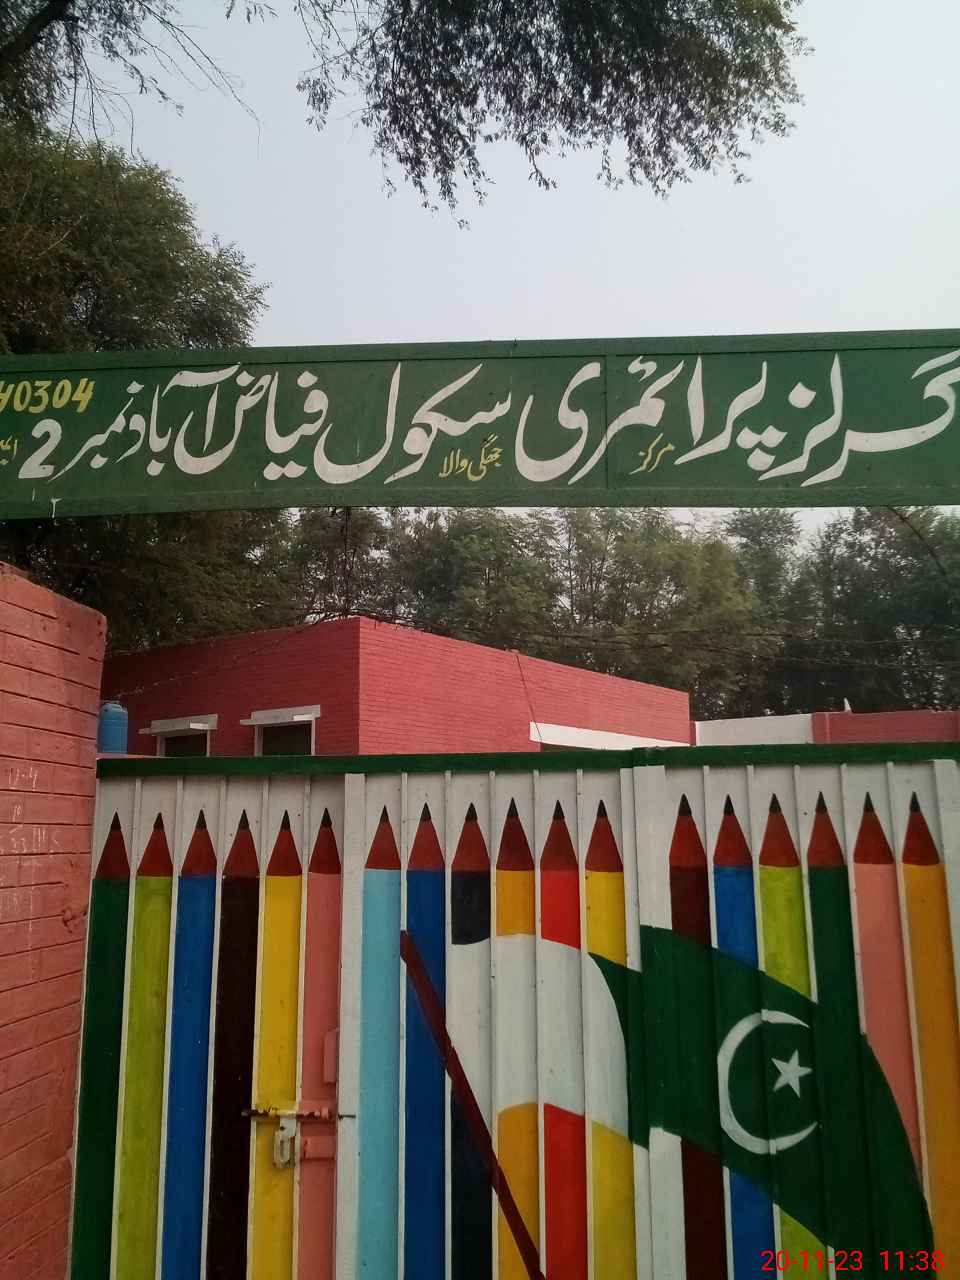 گرلز پرائمری سکول فیاض آباد نمبر 2
مرکز جھگی والا
40304
20-11-23 11:38